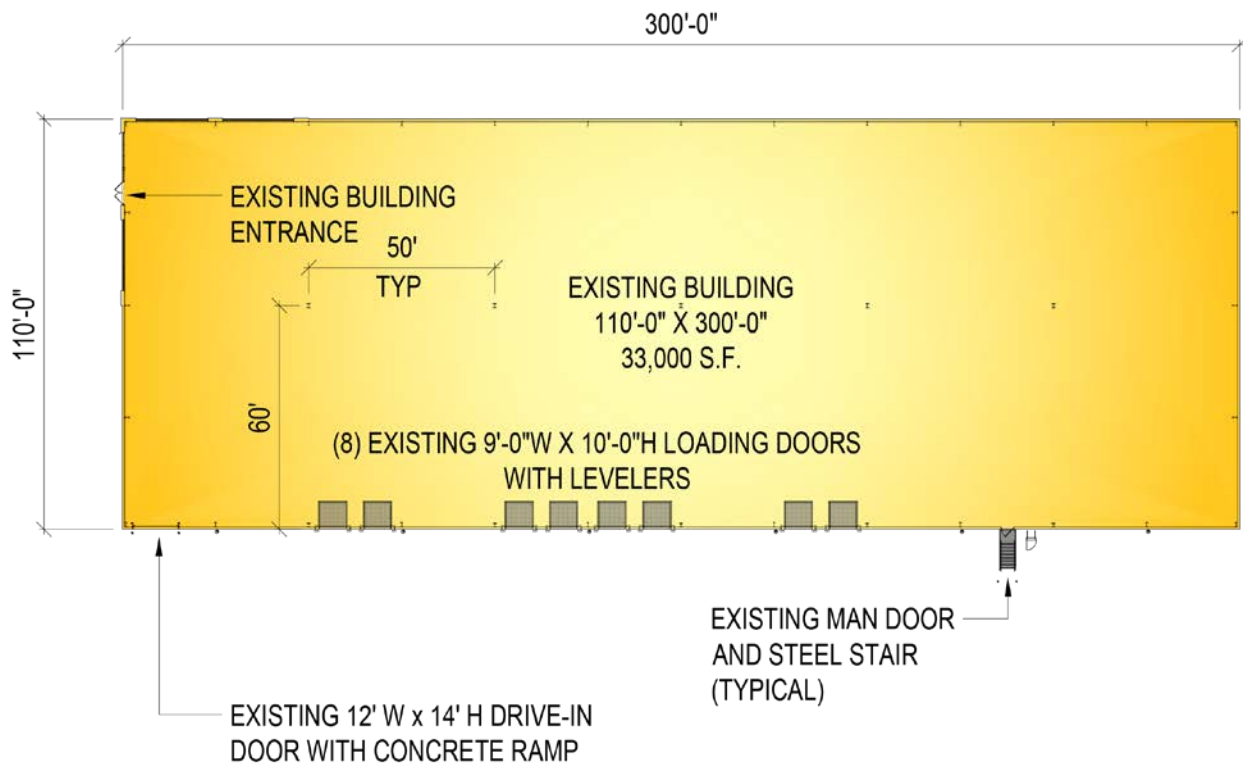 300'-0"
110'-0"
EXISTING BUILDING
ENTRANCE
50'
TYP
EXISTING BUILDING
110'-0" X 300'-0"
33,000 S.F.
60'
(8) EXISTING 9'-0"W X 10'-0"H LOADING DOORS
WITH LEVELERS
EXISTING MAN DOOR
AND STEEL STAIR
(TYPICAL)
EXISTING 12' W x 14' H DRIVE-IN
DOOR WITH CONCRETE RAMP